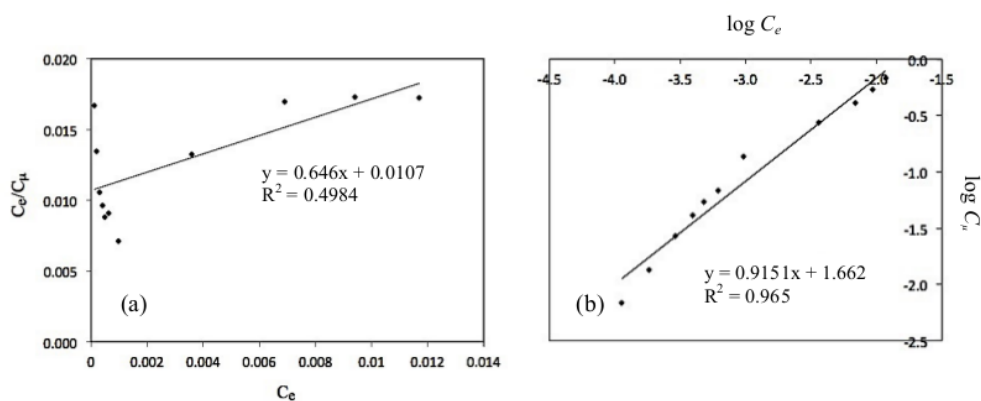 0.020
0.015
0.010
0.005
0.000
Cₑ/Cμ
y = 0.646x + 0.0107
R² = 0.4984
(a)
0 0.002 0.004 0.006 0.008 0.01 0.012 0.014
Cₑ
log Cₑ
-4.5 -4.0 -3.5 -3.0 -2.5 -2.0 -1.5
0.0
-0.5
-1.0
-1.5
-2.0
-2.5
log Cμ
y = 0.9151x + 1.662
R² = 0.965
(b)